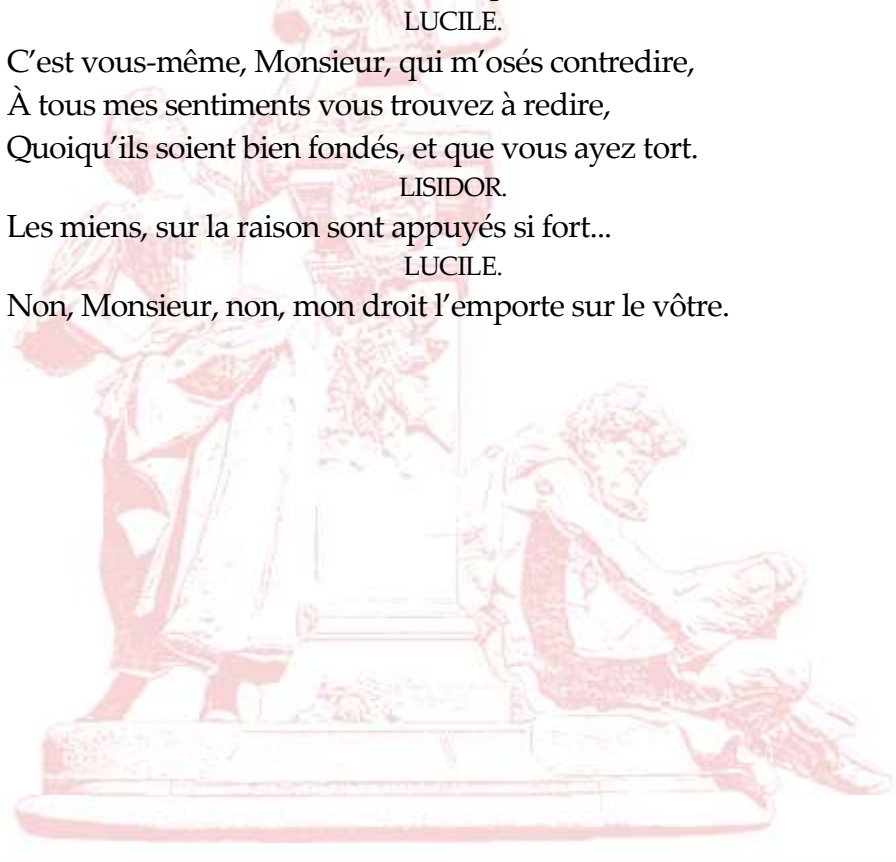 LUCILE.
C’est vous-même, Monsieur, qui m’osés contredire,
À tous mes sentiments vous trouvez à redire,
Quoiqu’ils soient bien fondés, et que vous ayez tort.
LISIDOR.
Les miens, sur la raison sont appuyés si fort...
LUCILE.
Non, Monsieur, non, mon droit l’emporte sur le vôtre.